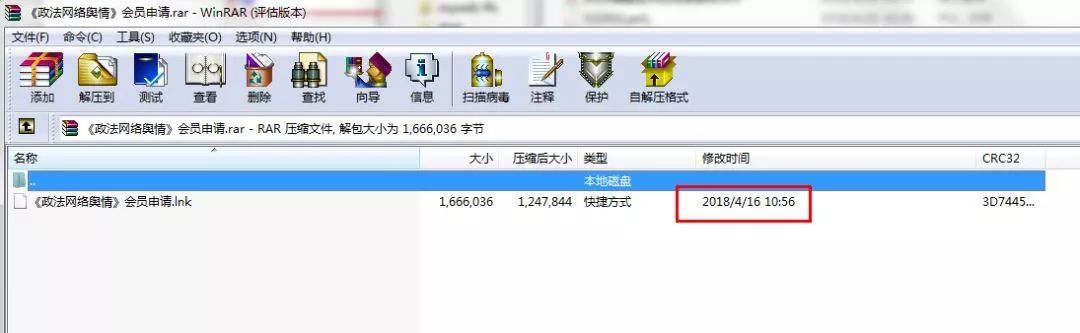 《政法网络舆情》会员申请.rar - WinRAR (评估版本)
文件(F) 命令(C) 工具(S) 收藏夹(O) 选项(N) 帮助(H)
添加 解压到 测试 查看 删除 查找 向导 信息 扫描病毒 注释 保护 自解压格式
《政法网络舆情》会员申请.rar - RAR 压缩文件, 解包大小为 1,666,036 字节
名称 大小 压缩后大小 类型 修改时间 CRC32
.. 本地磁盘
《政法网络舆情》会员申请.lnk 1,666,036 1,247,844 快捷方式 2018/4/16 10:56 3D7445...